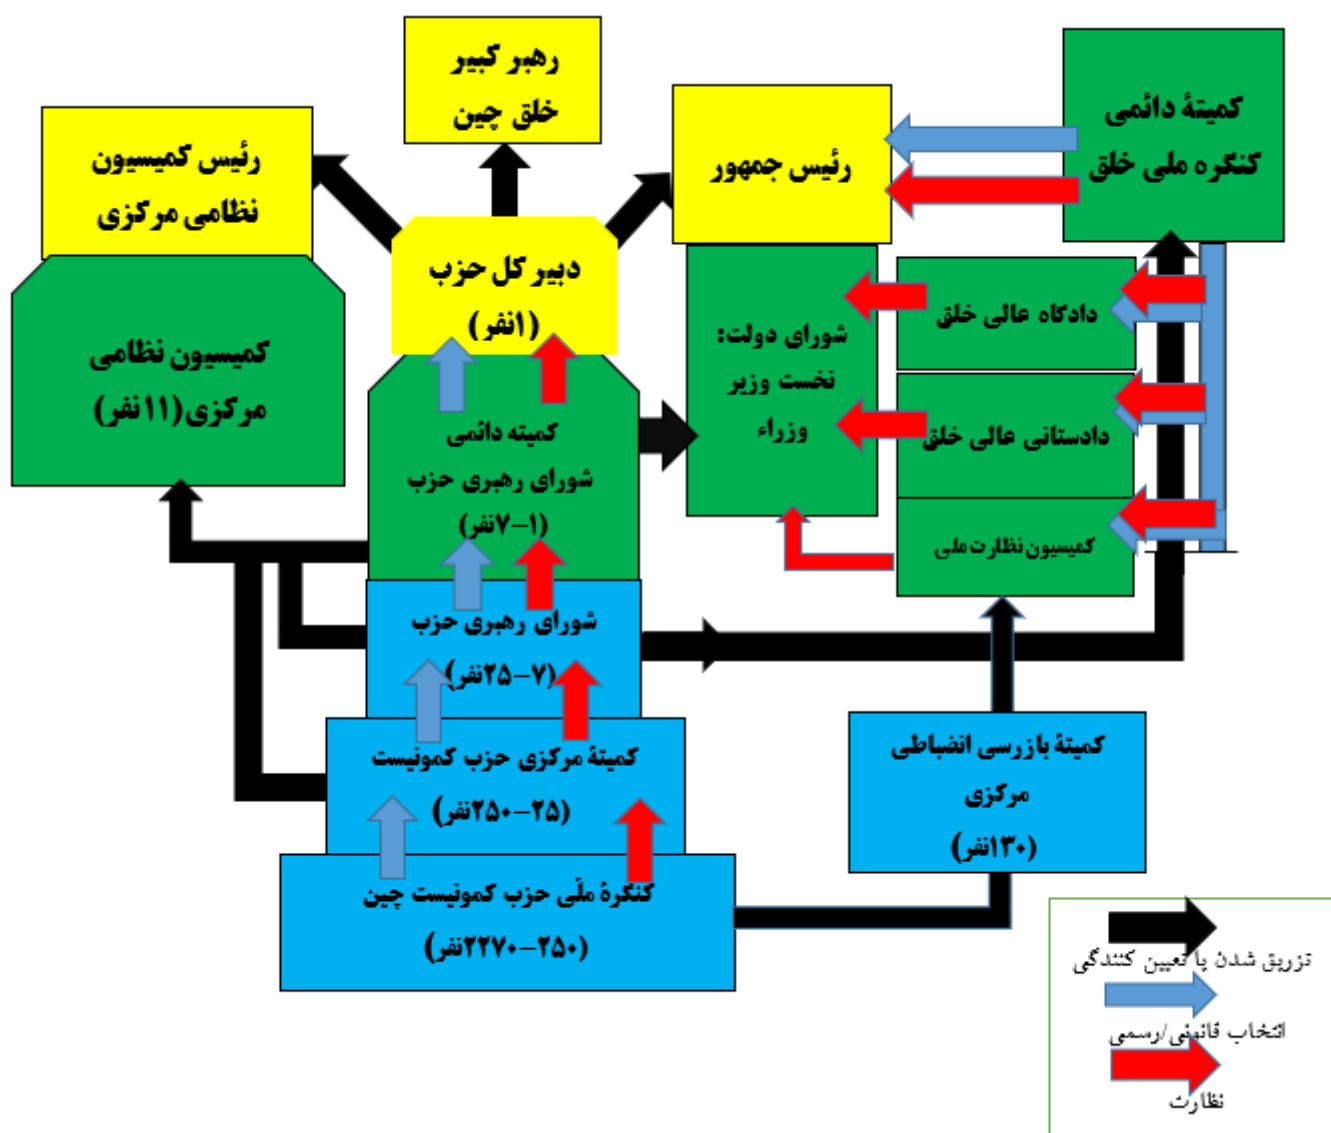 رهبر کبیر
خلق چین
کمیتهٔ دائمی
کنگره ملی خلق
رئیس جمهور
رئیس کمیسیون
نظامی مرکزی
دبیر کل حزب
(۱نفر)
دادگاه عالی خلق
شورای دولت:
نخست وزیر
وزراء
کمیسیون نظامی
مرکزی(۱۱نفر)
کمیته دائمی
شورای رهبری حزب
(۷-۱نفر)
دادستانی عالی خلق
کمیسیون نظارت ملی
شورای رهبری حزب
(۲۵-۷نفر)
کمیتهٔ مرکزی حزب کمونیست
(۲۵۰-۲۵نفر)
کمیتهٔ بازرسی انضباطی
مرکزی
(۱۳۰نفر)
کنگرهٔ ملّی حزب کمونیست چین
(۲۲۷۰-۲۵۰نفر)
تزریق شدن یا تعیین کنندگی
انتخاب قانونی/رسمی
نظارت